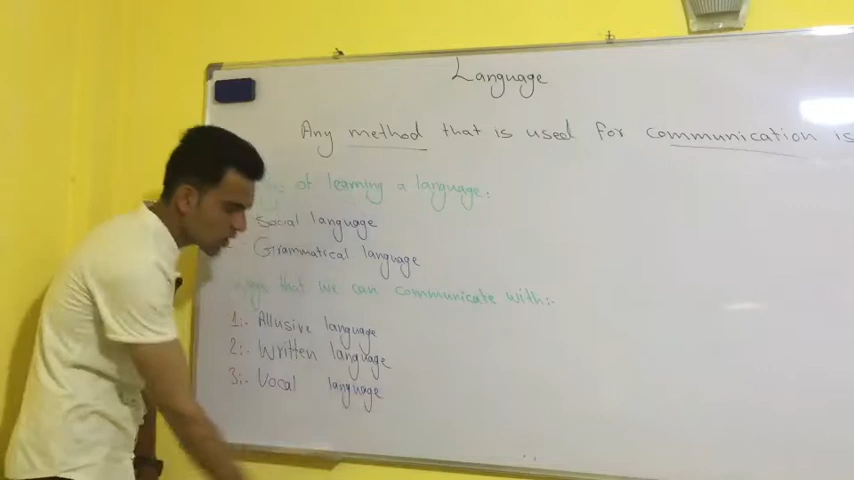 Language
Any method that is used for communication is
of learning a language:
Social language
Grammatical language
that we can communicate with:-
1:- Allusive language
2:- Written language
3:- Vocal language